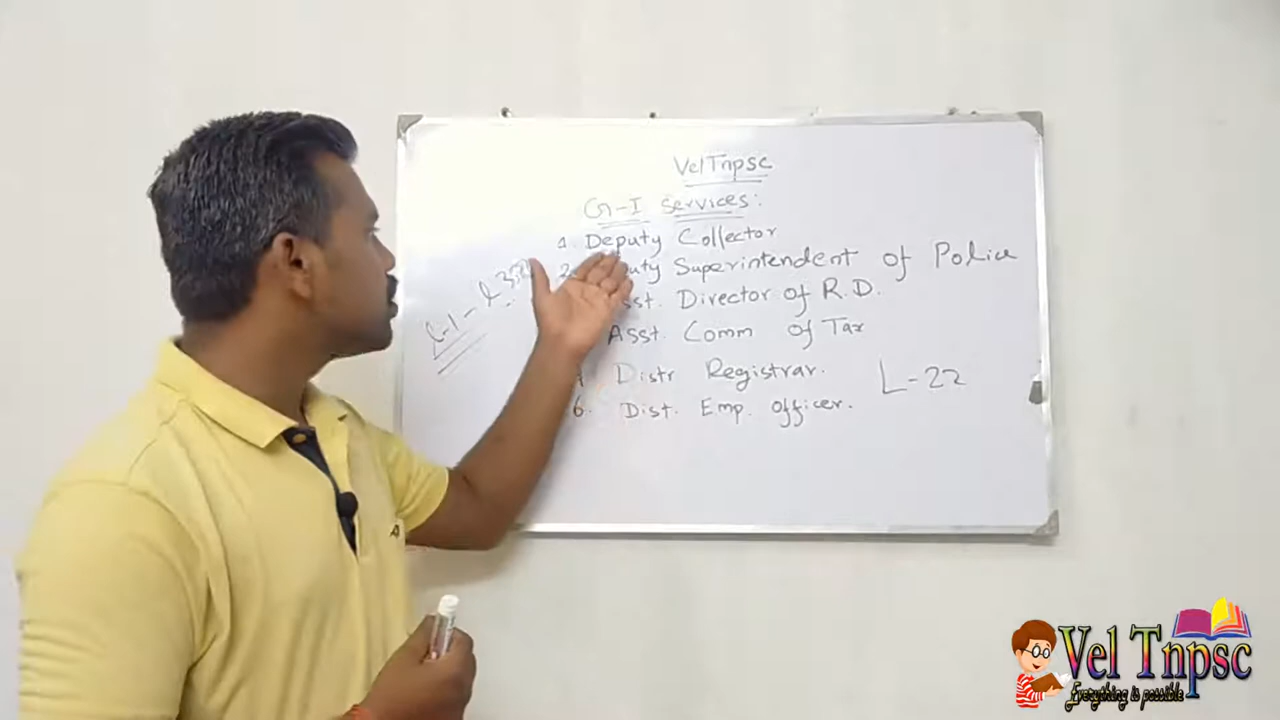 VelTnpsc
G-I Services:
1. Deputy Collector
2. Superintendent of Police
Director of R.D.
Asst. Comm of Tax
Distr Registrar.
L-22
6. Dist. Emp. officer.
Vel Tnpsc
Everything is possible